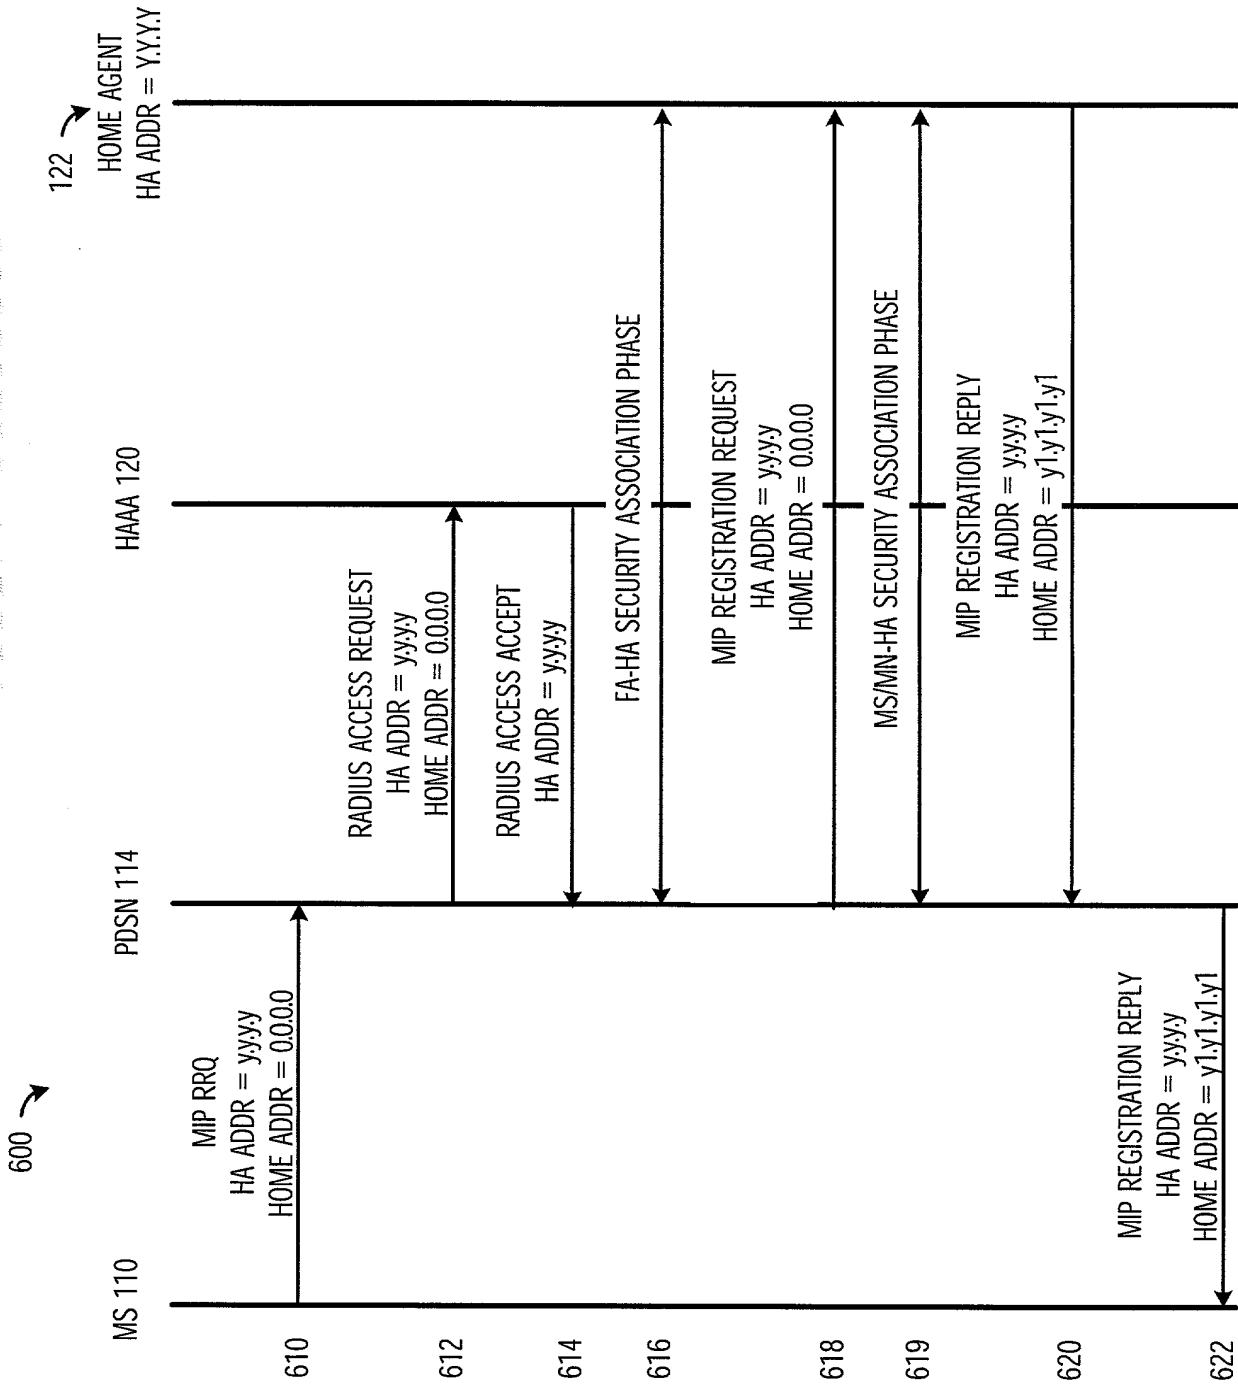 600
MS 110
PDSN 114
HAAA 120
122
HOME AGENT
HA ADDR = Y.Y.Y.Y
610
MIP RRQ
HA ADDR = y.y.y.y
HOME ADDR = 0.0.0.0
612
RADIUS ACCESS REQUEST
HA ADDR = y.y.y.y
HOME ADDR = 0.0.0.0
614
RADIUS ACCESS ACCEPT
HA ADDR = y.y.y.y
616
FA-HA SECURITY ASSOCIATION PHASE
618
MIP REGISTRATION REQUEST
HA ADDR = y.y.y.y
HOME ADDR = 0.0.0.0
619
MS/MN-HA SECURITY ASSOCIATION PHASE
620
MIP REGISTRATION REPLY
HA ADDR = y.y.y.y
HOME ADDR = y1.y1.y1.y1
622
MIP REGISTRATION REPLY
HA ADDR = y.y.y.y
HOME ADDR = y1.y1.y1.y1